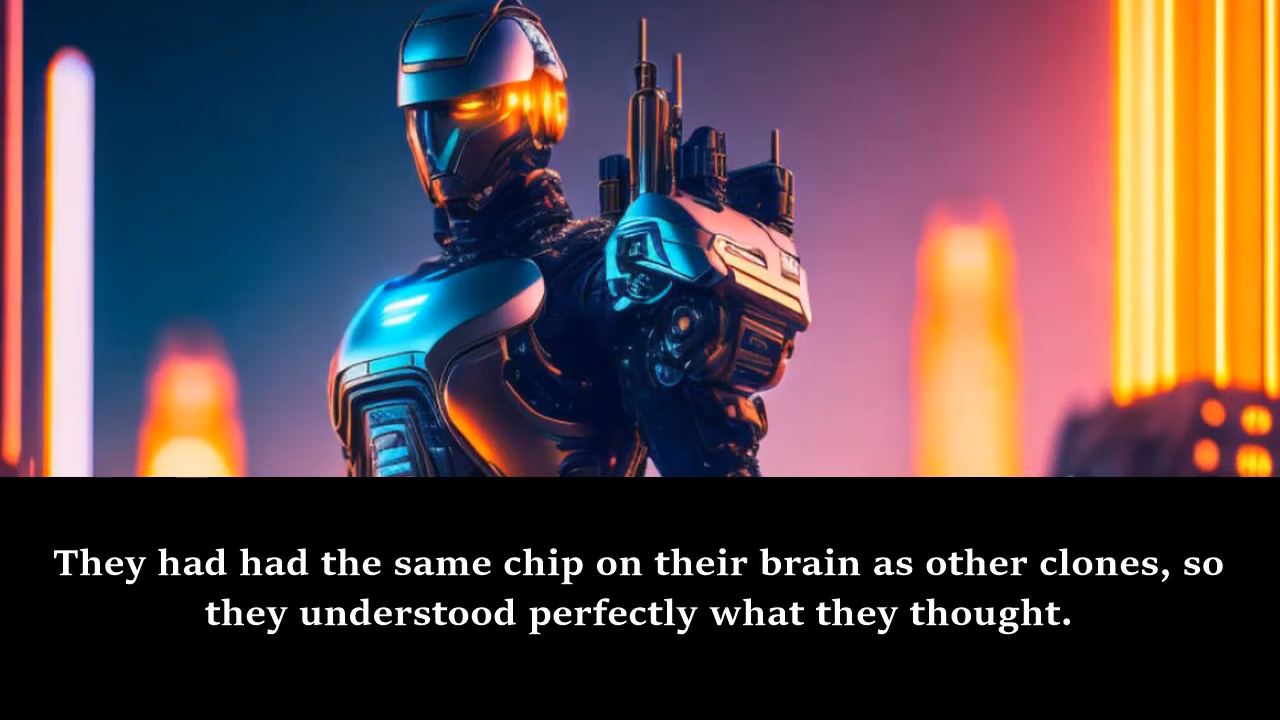 They had had the same chip on their brain as other clones, so
they understood perfectly what they thought.